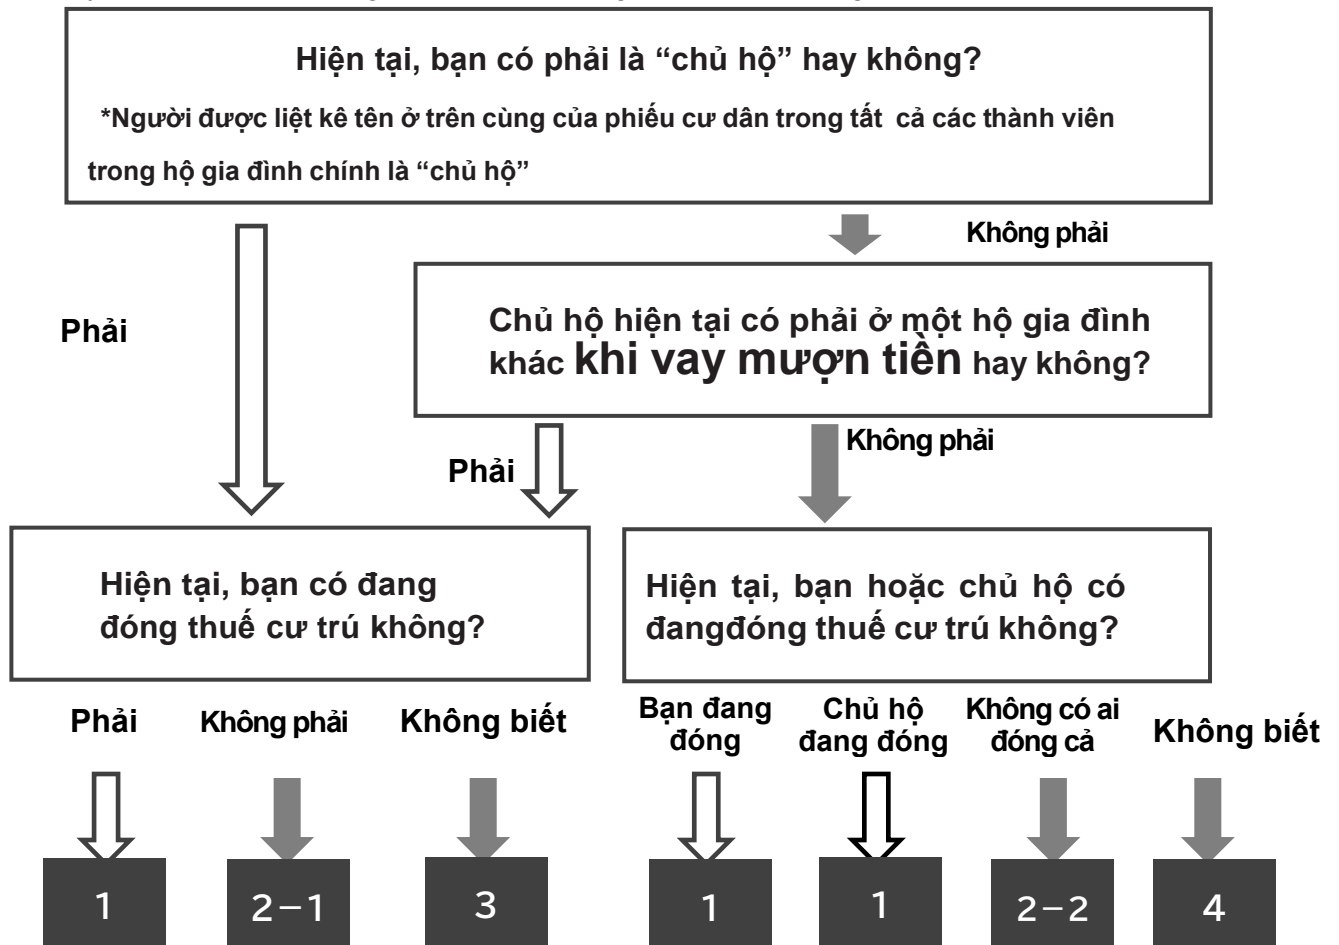 Hiện tại, bạn có phải là “chủ hộ” hay không?
*Người được liệt kê tên ở trên cùng của phiếu cư dân trong tất cả các thành viên
trong hộ gia đình chính là “chủ hộ”
Không phải
Phải
Chủ hộ hiện tại có phải ở một hộ gia đình
khác khi vay mượn tiền hay không?
Không phải
Phải
Hiện tại, bạn có đang
đóng thuế cư trú không?
Hiện tại, bạn hoặc chủ hộ có
đangđóng thuế cư trú không?
Phải
Không phải
Không biết
Bạn đang
đóng
Chủ hộ
đang đóng
Không có ai
đóng cả
Không biết
1
2−1
3
1
1
2−2
4